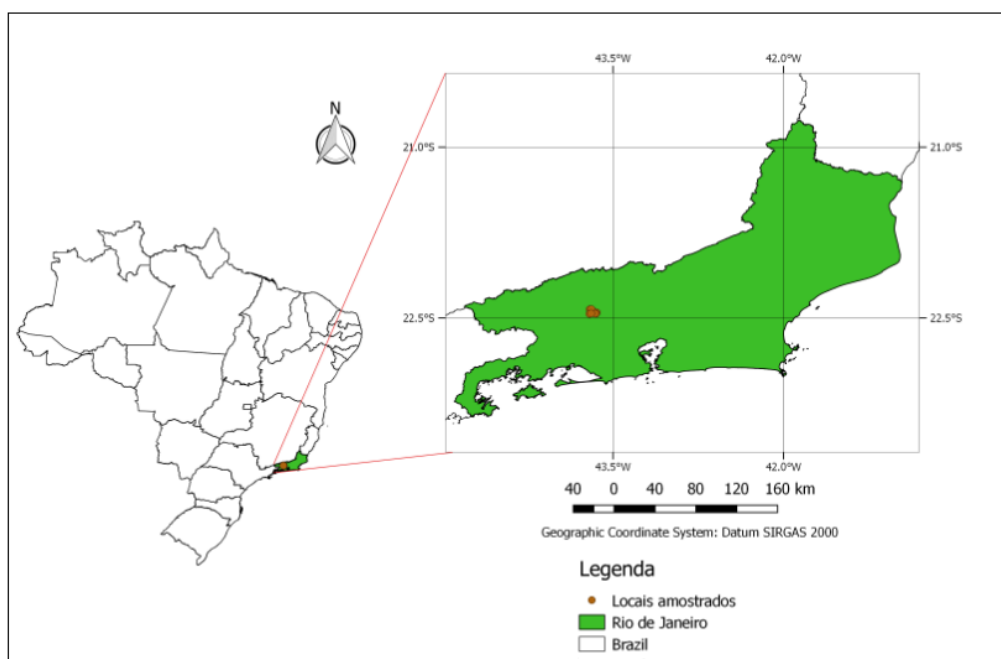 43.5°W 42.0°W
N
21.0°S 21.0°S
22.5°S 22.5°S
43.5°W 42.0°W
40 0 40 80 120 160 km
Geographic Coordinate System: Datum SIRGAS 2000
Legenda
Locais amostrados
Rio de Janeiro
Brazil